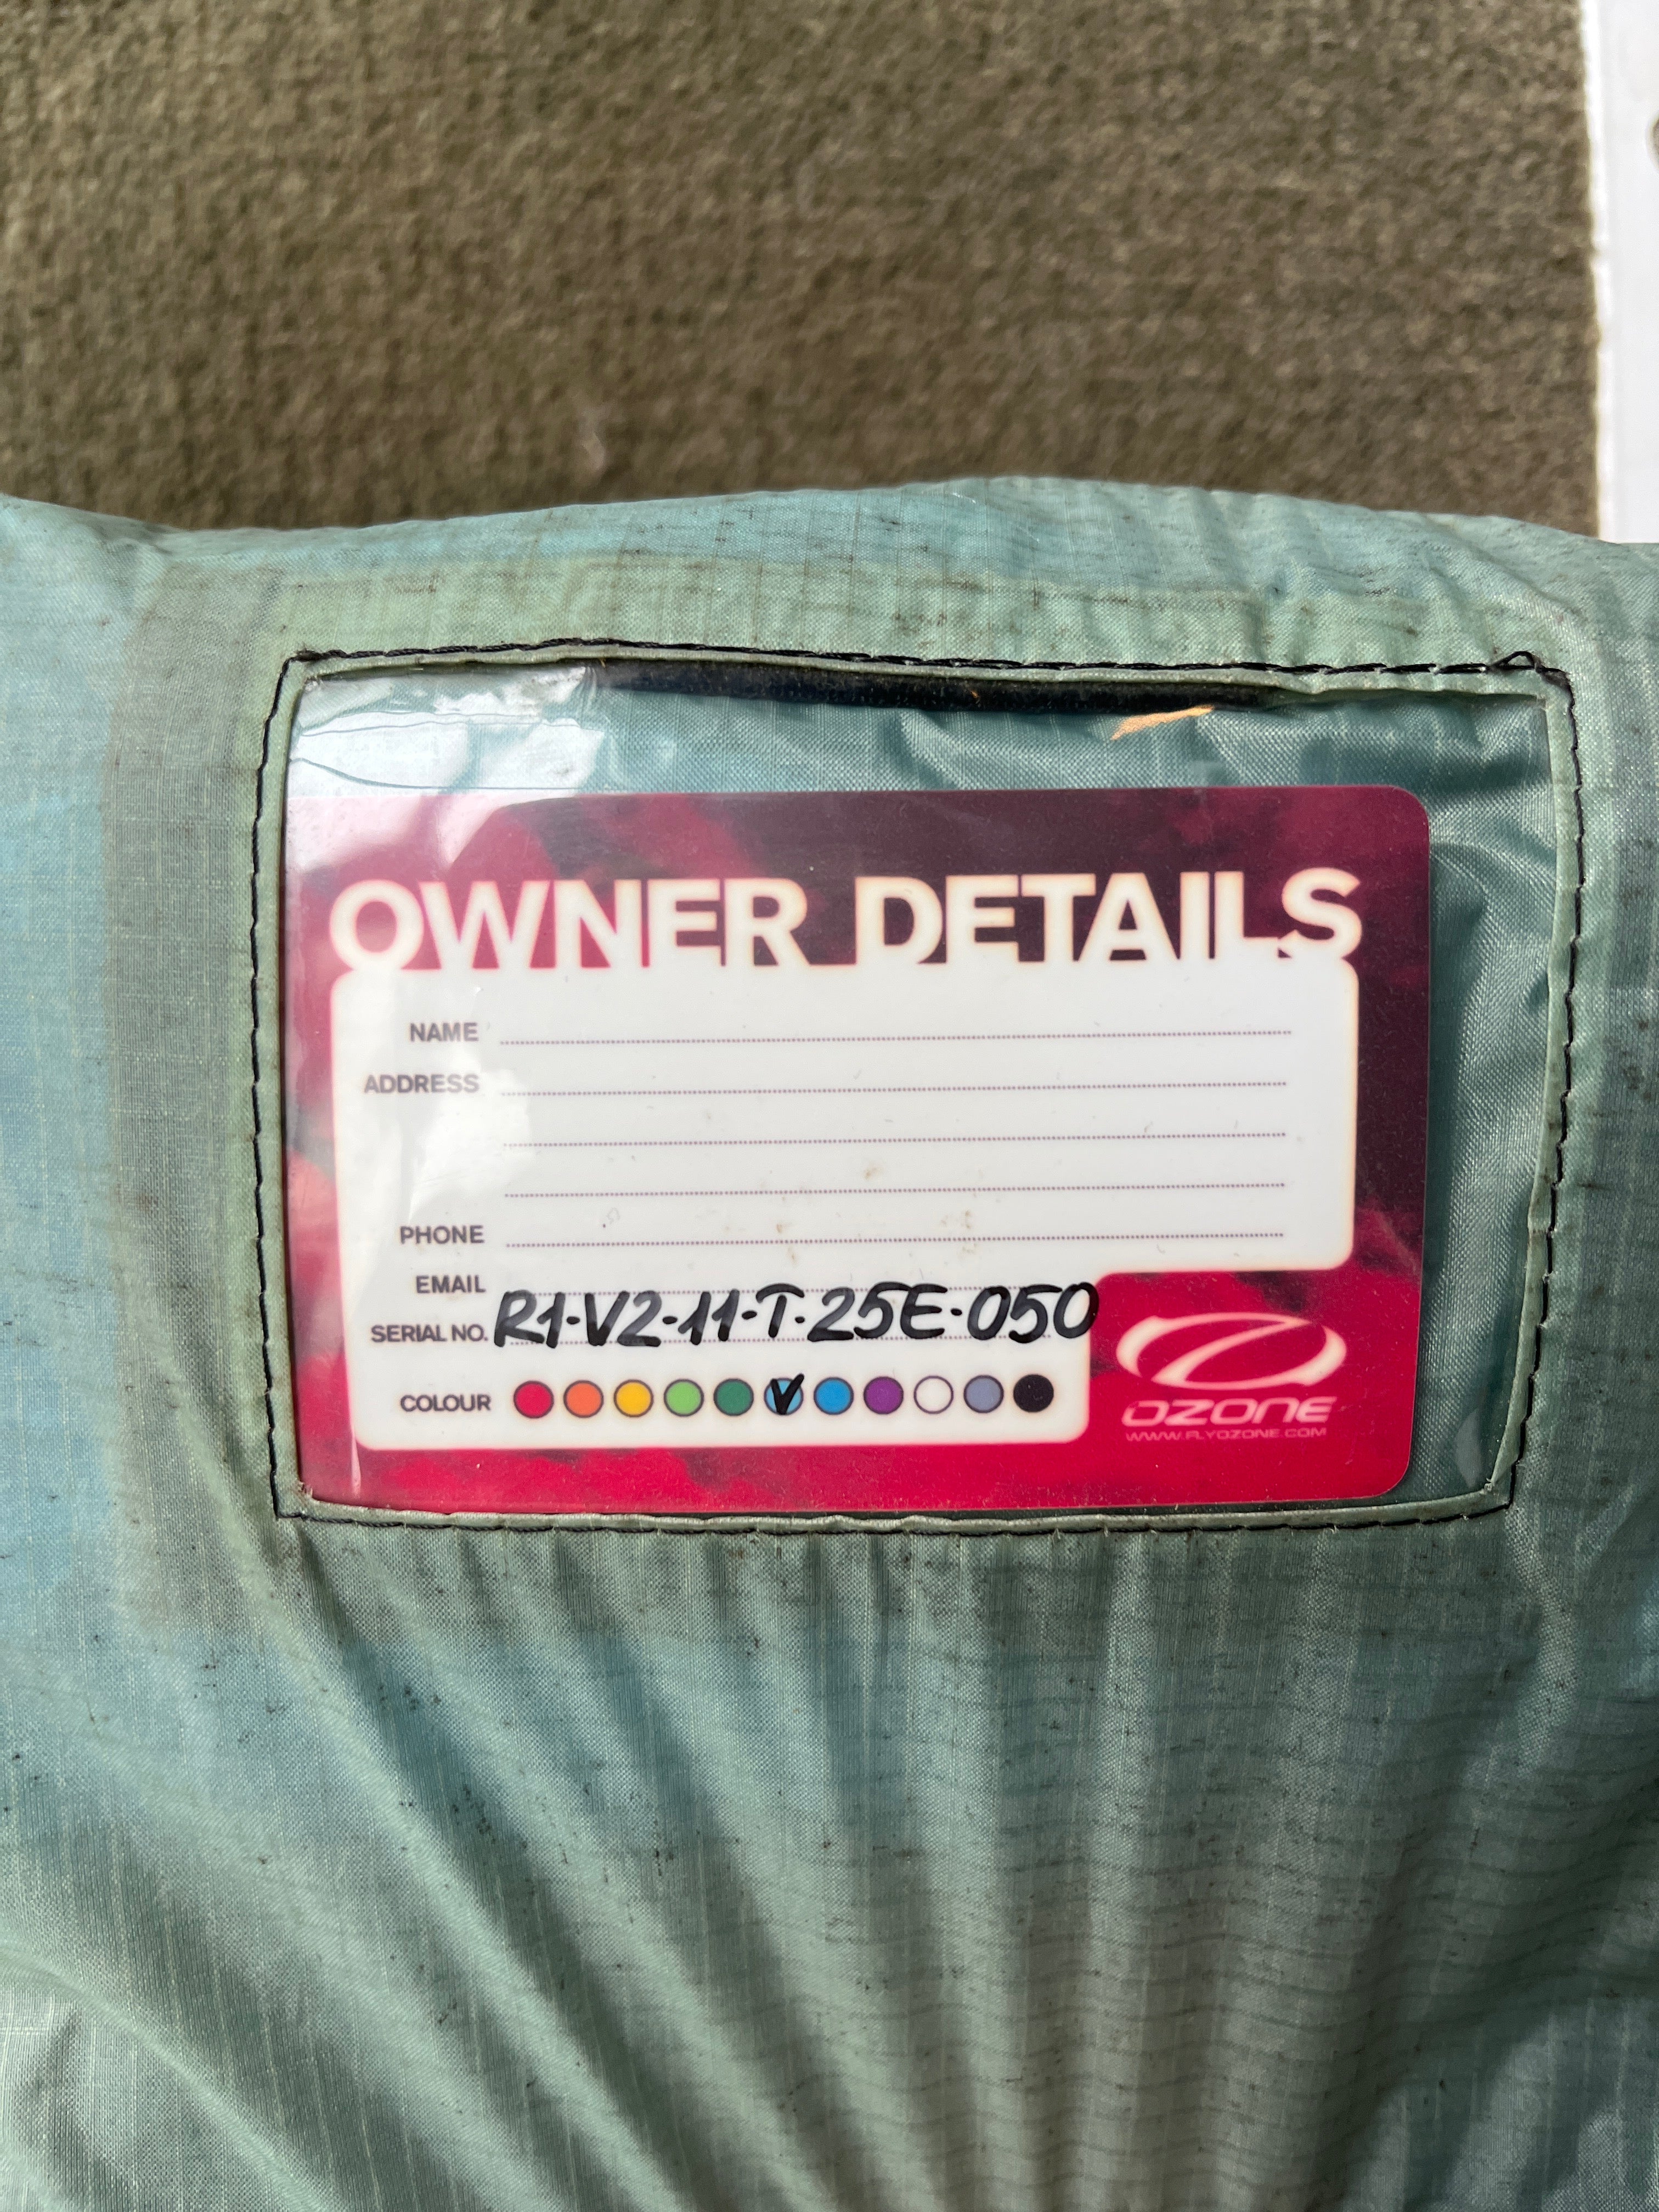 OWNER DETAILS
NAME
ADDRESS
PHONE
EMAIL
SERIAL NO. R1-V2-11-T-25E-050
COLOUR
OZONE
WWW.FLYOZONE.COM